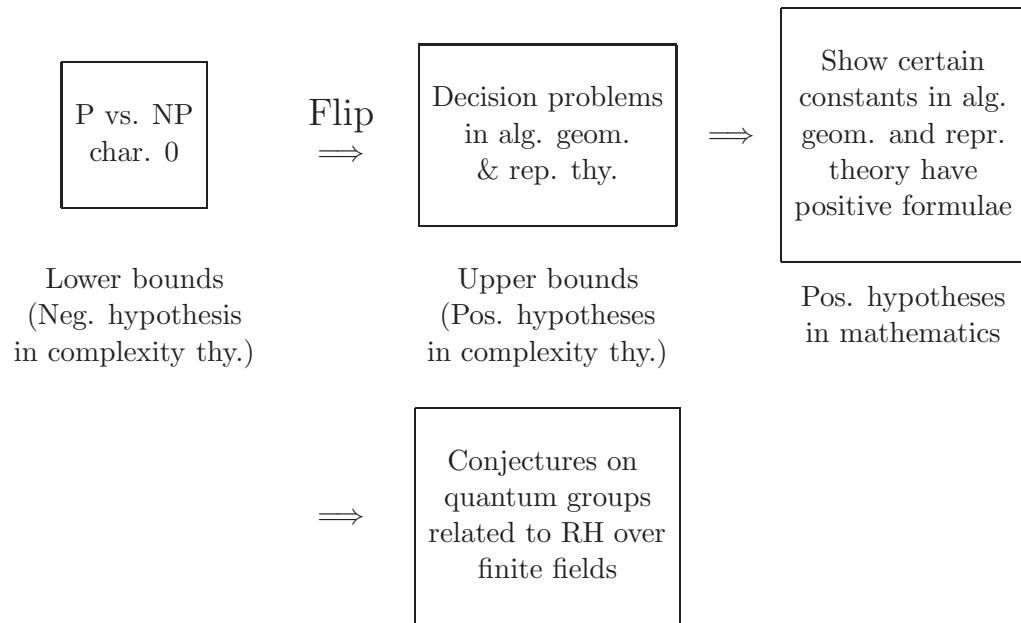 P vs. NP
char. 0
Flip
⟹
Decision problems
in alg. geom.
& rep. thy.
⟹
Show certain
constants in alg.
geom. and repr.
theory have
positive formulae
Lower bounds
(Neg. hypothesis
in complexity thy.)
Upper bounds
(Pos. hypotheses
in complexity thy.)
Pos. hypotheses
in mathematics
⟹
Conjectures on
quantum groups
related to RH over
finite fields